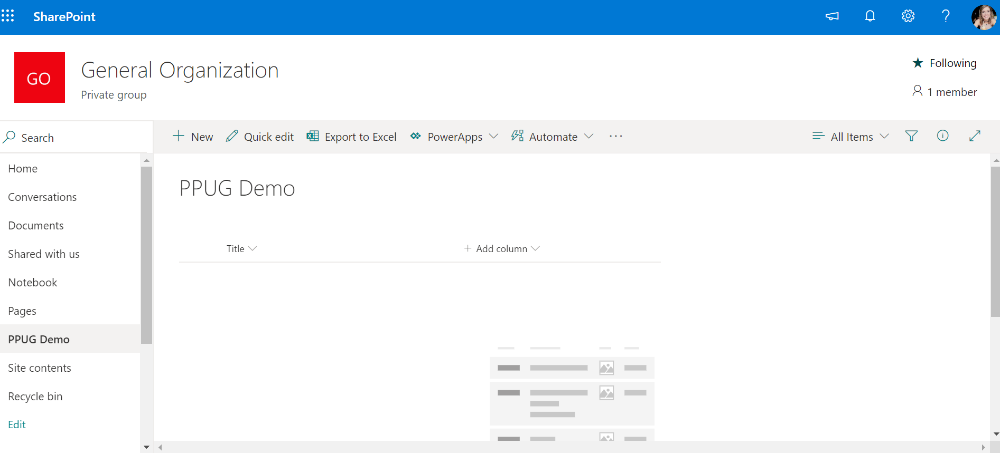 SharePoint
GO
General Organization
Private group
Following
1 member
Search
New
Quick edit
Export to Excel
PowerApps
Automate
All Items
Home
Conversations
Documents
Shared with us
Notebook
Pages
PPUG Demo
Site contents
Recycle bin
Edit
PPUG Demo
Title
Add column